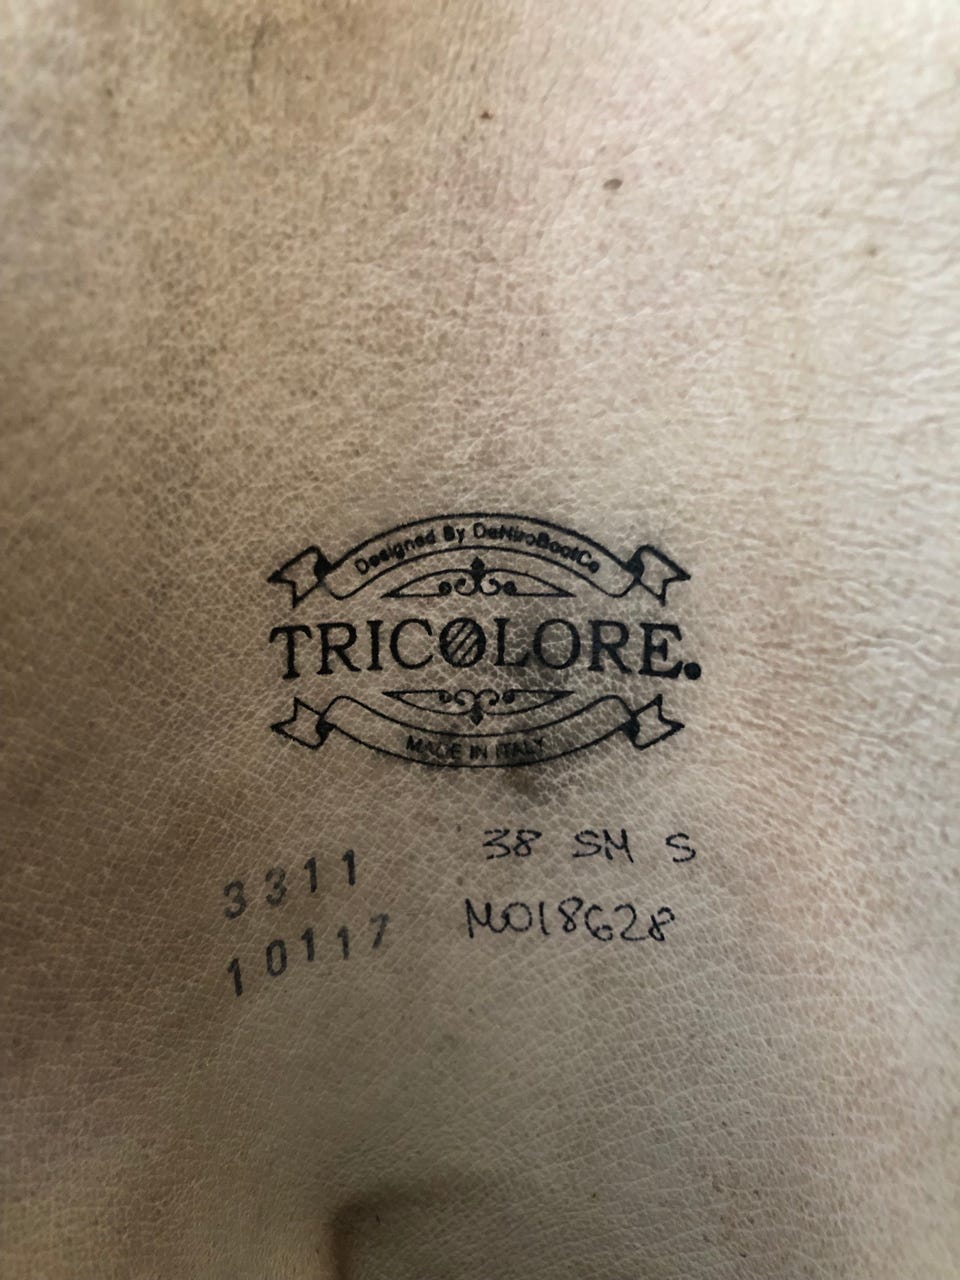 Designed By DeNiroBootCo
TRICOLORE.
MADE IN ITALY
38 SM S
3311
M018628
10117